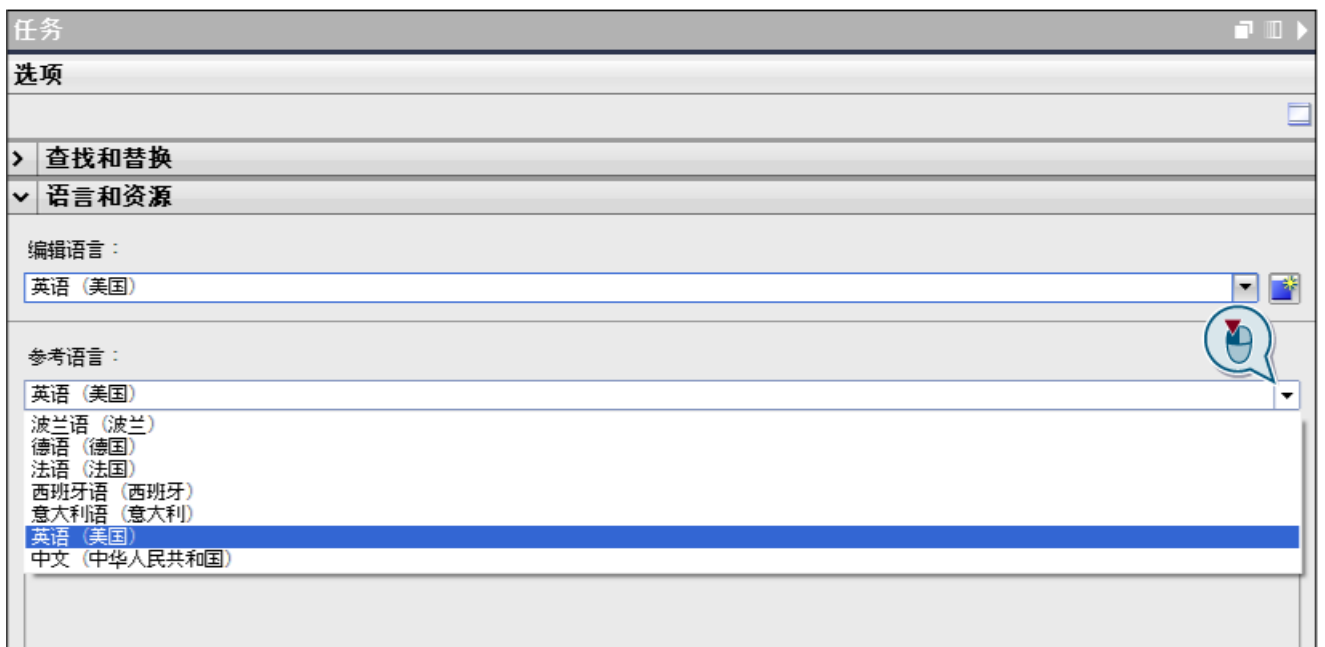 任务
选项
查找和替换
语言和资源
编辑语言：
英语（美国）
参考语言：
英语（美国）
波兰语（波兰）
德语（德国）
法语（法国）
西班牙语（西班牙）
意大利语（意大利）
英语（美国）
中文（中华人民共和国）